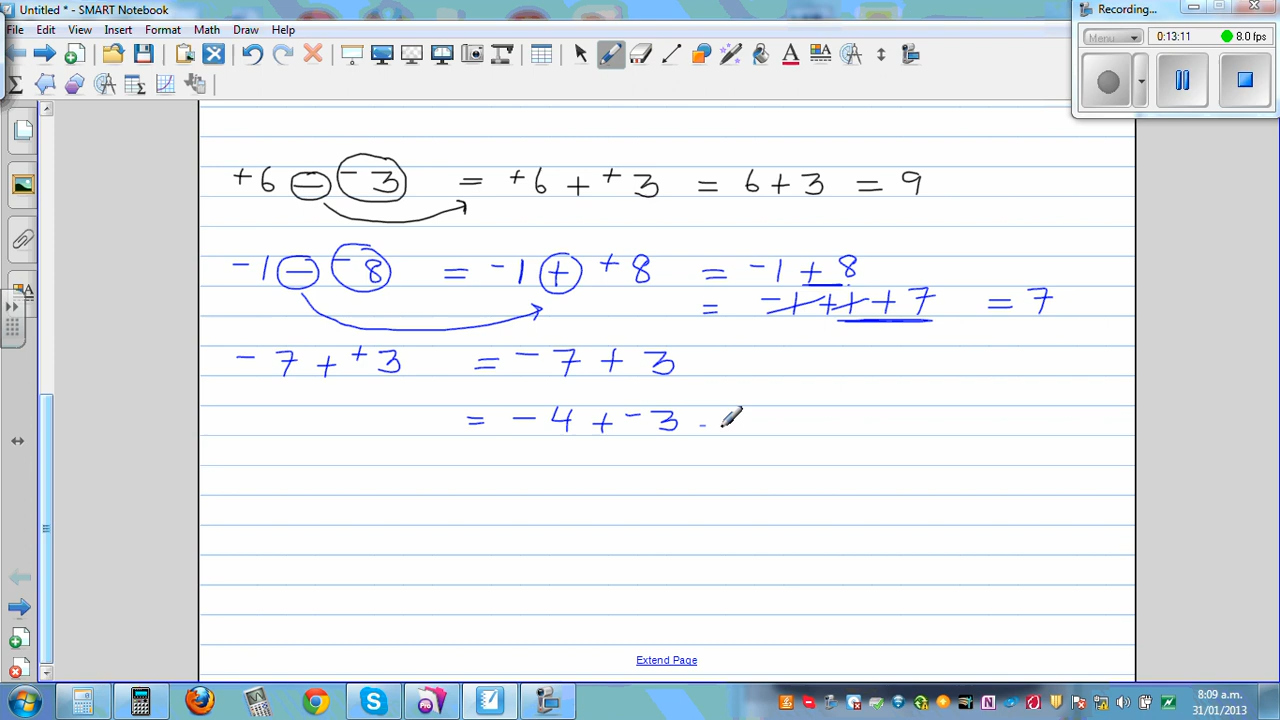 Untitled * - SMART Notebook
File Edit View Insert Format Math Draw Help
Recording...
Menu 0:13:11 8.0 fps
+6 − −3 = +6 + +3 = 6 + 3 = 9
−1 − −8 = −1 + +8 = −1 + 8
= −1 + 1 + 7 = 7
−7 + +3 = −7 + 3
= −4 + −3
Extend Page
8:09 a.m.
31/01/2013